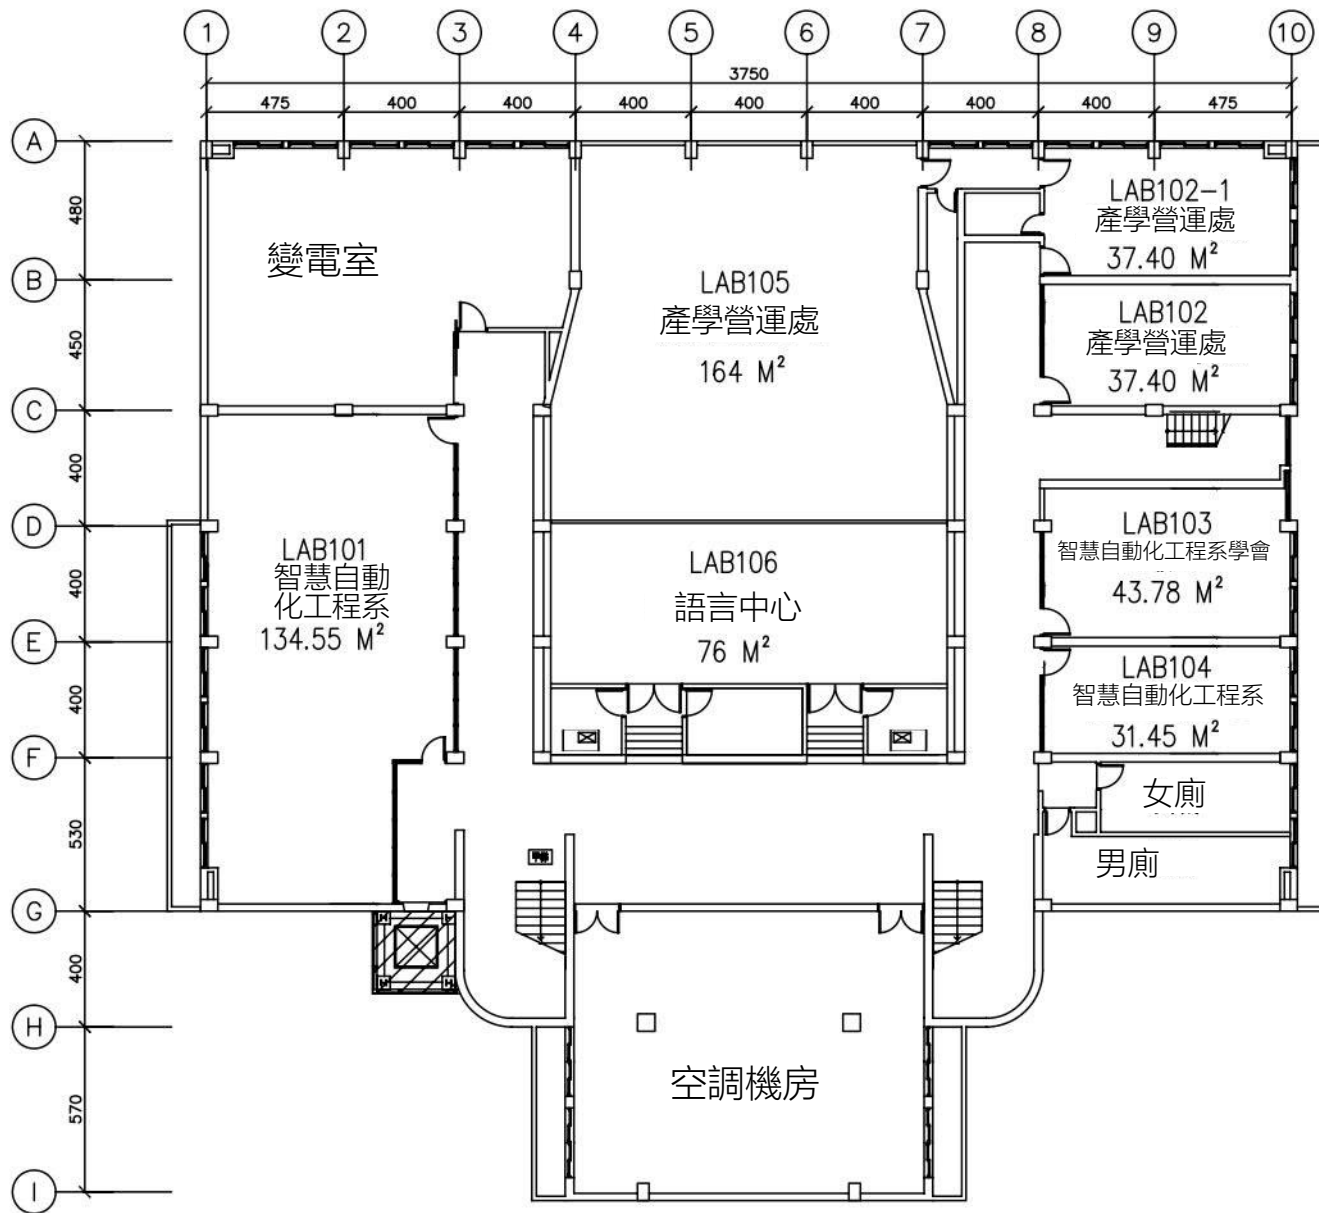 1 2 3 4 5 6 7 8 9 10
3750
475 400 400 400 400 400 400 400 475
A
480
B
450
C
400
D
400
E
400
F
530
G
400
H
570
I
變電室
LAB105
產學營運處
164 M²
LAB102-1
產學營運處
37.40 M²
LAB102
產學營運處
37.40 M²
LAB101
智慧自動
化工程系
134.55 M²
LAB106
語言中心
76 M²
LAB103
智慧自動化工程系學會
43.78 M²
LAB104
智慧自動化工程系
31.45 M²
女廁
男廁
空調機房